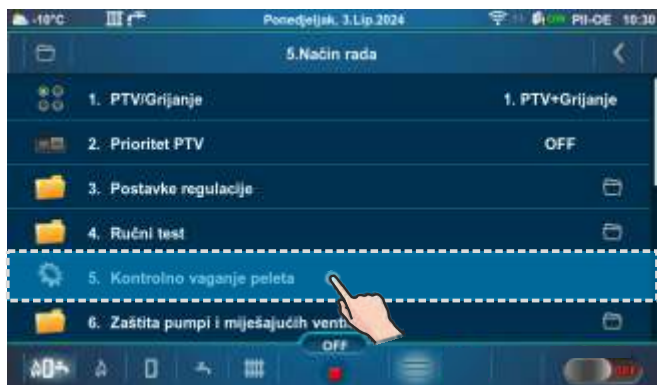 -10°C Ponedjeljak, 3.Lip.2024 PII-OE 10:30
5.Način rada
1. PTV/Grijanje 1. PTV+Grijanje
2. Prioritet PTV OFF
3. Postavke regulacije
4. Ručni test
5. Kontrolno vaganje peleta
6. Zaštita pumpi i miješajućih
OFF
OFF